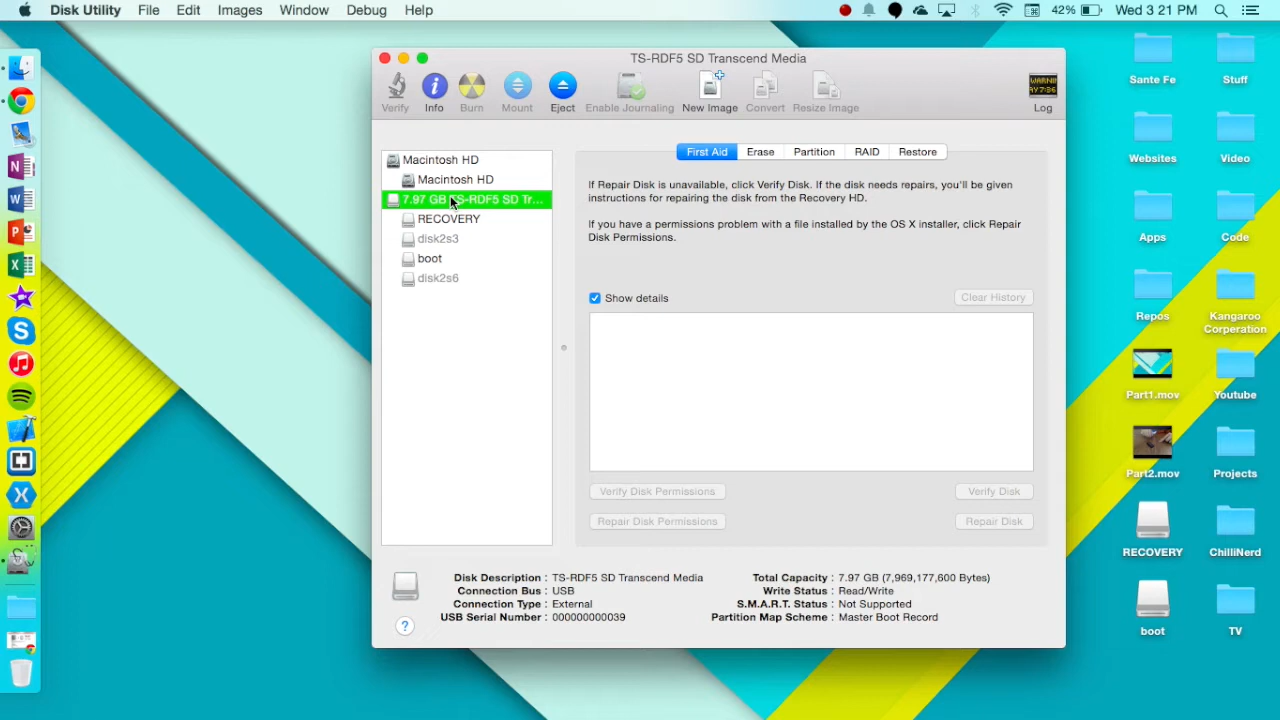 Disk Utility File Edit Images Window Debug Help
42% Wed 3 21 PM
TS-RDF5 SD Transcend Media
Verify Info Burn Mount Eject Enable Journaling New Image Convert Resize Image Log
Macintosh HD
Macintosh HD
7.97 GB TS-RDF5 SD Tr...
RECOVERY
disk2s3
boot
disk2s6
First Aid Erase Partition RAID Restore
If Repair Disk is unavailable, click Verify Disk. If the disk needs repairs, you'll be given
instructions for repairing the disk from the Recovery HD.
If you have a permissions problem with a file installed by the OS X installer, click Repair
Disk Permissions.
Show details
Clear History
Verify Disk Permissions
Verify Disk
Repair Disk Permissions
Repair Disk
Disk Description : TS-RDF5 SD Transcend Media
Connection Bus : USB
Connection Type : External
USB Serial Number : 000000000039
Total Capacity : 7.97 GB (7,969,177,600 Bytes)
Write Status : Read/Write
S.M.A.R.T. Status : Not Supported
Partition Map Scheme : Master Boot Record
?
Sante Fe
Stuff
Websites
Video
Apps
Code
Repos
Kangaroo
Corperation
Part1.mov
Youtube
Part2.mov
Projects
RECOVERY
ChilliNerd
boot
TV